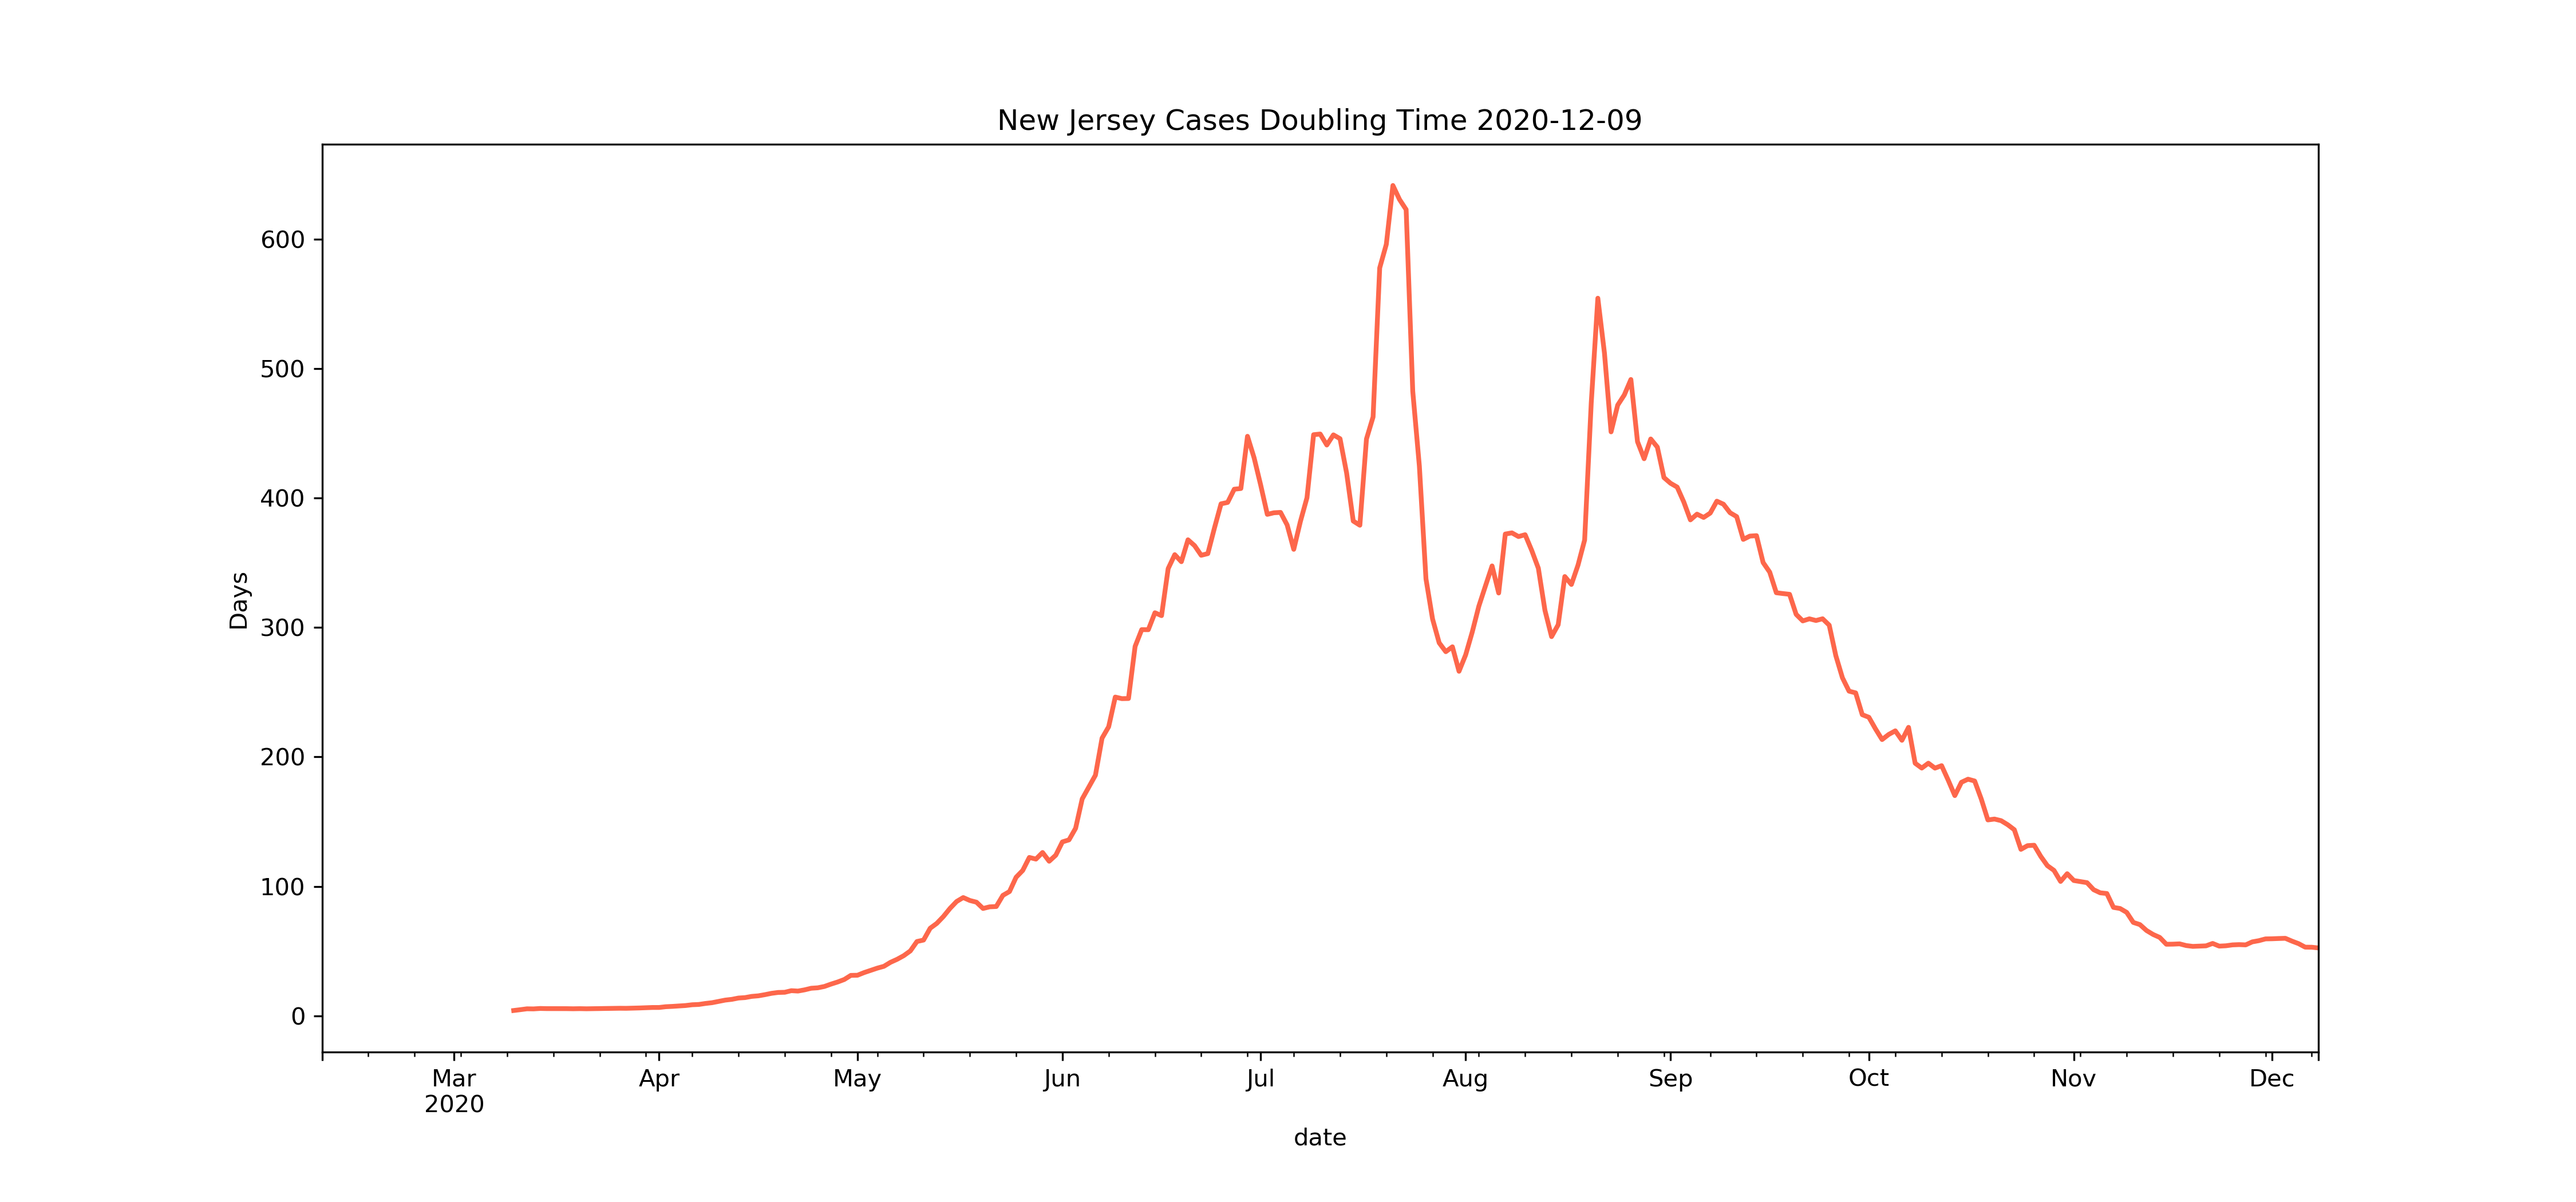 New Jersey Cases Doubling Time 2020-12-09
600
500
400
300
200
100
0
Days
Mar Apr May Jun Jul Aug Sep Oct Nov Dec
2020
date